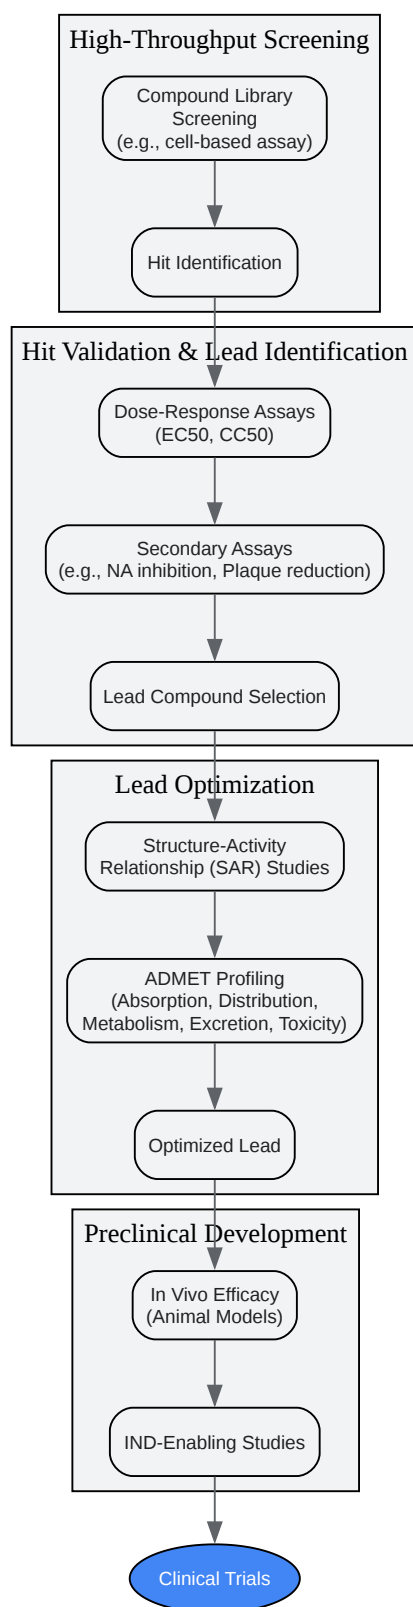 High-Throughput Screening
Compound Library
Screening
(e.g., cell-based assay)
Hit Identification
Hit Validation & Lead Identification
Dose-Response Assays
(EC50, CC50)
Secondary Assays
(e.g., NA inhibition, Plaque reduction)
Lead Compound Selection
Lead Optimization
Structure-Activity
Relationship (SAR) Studies
ADMET Profiling
(Absorption, Distribution,
Metabolism, Excretion, Toxicity)
Optimized Lead
Preclinical Development
In Vivo Efficacy
(Animal Models)
IND-Enabling Studies
Clinical Trials